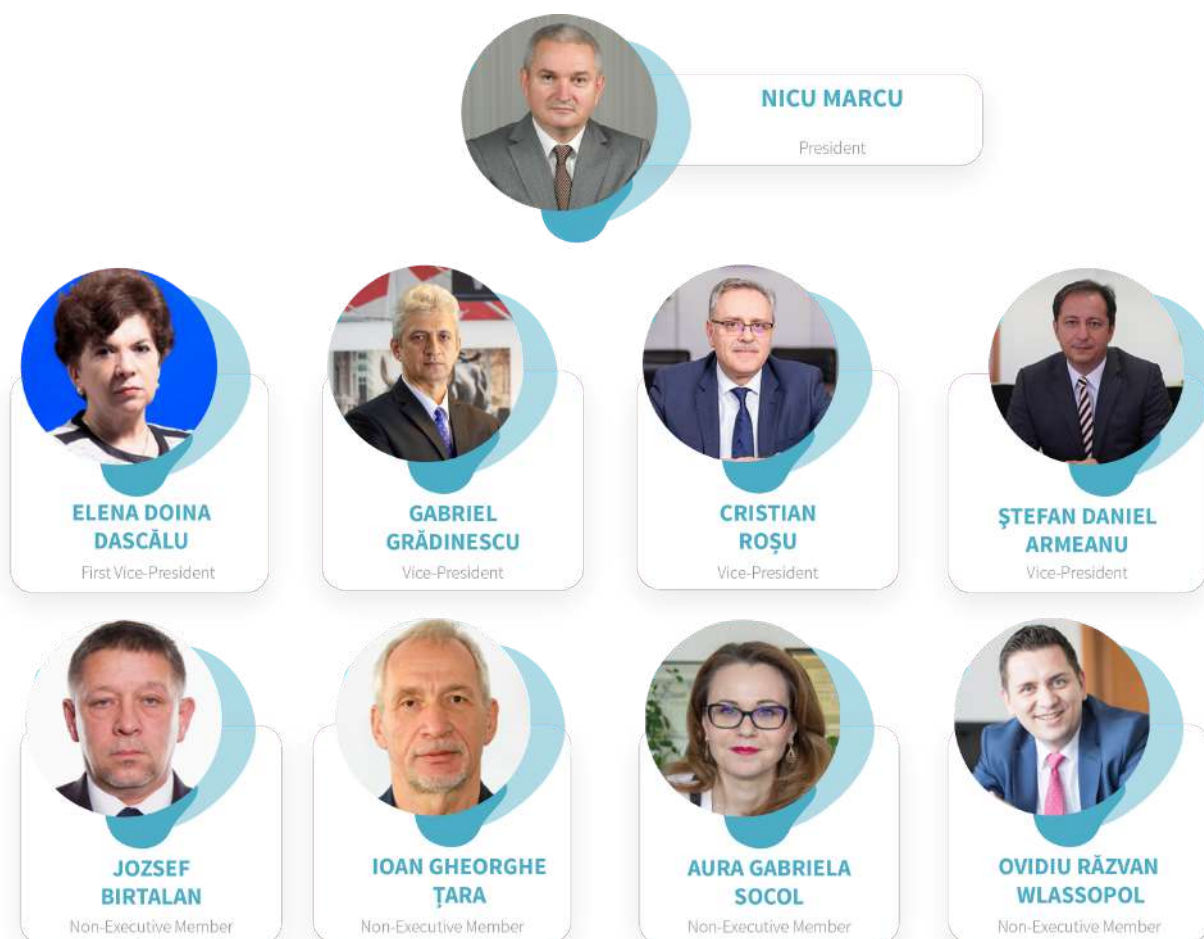 NICU MARCU
President
ELENA DOINA
DASCĂLU
First Vice-President
GABRIEL
GRĂDINESCU
Vice-President
CRISTIAN
ROȘU
Vice-President
ŞTEFAN DANIEL
ARMEANU
Vice-President
JOZSEF
BIRTALAN
Non-Executive Member
IOAN GHEORGHE
ȚARA
Non-Executive Member
AURA GABRIELA
SOCOL
Non-Executive Member
OVIDIU RĂZVAN
WLASSOPOL
Non-Executive Member